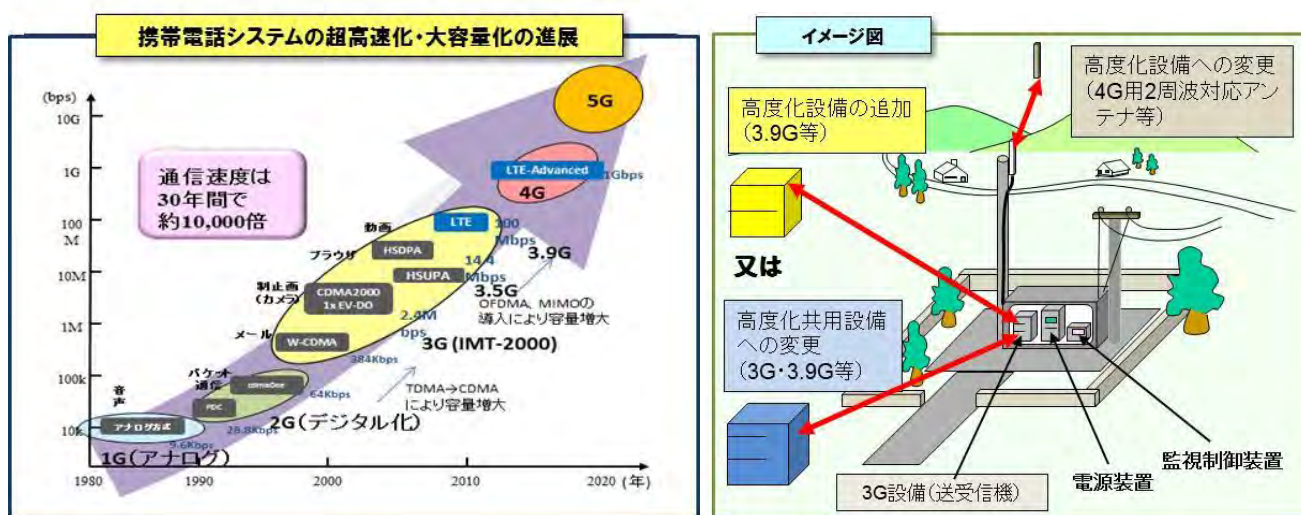 携帯電話システムの超高速化・大容量化の進展
(bps)
10G
1G
100
M
10M
1M
100k
10k
通信速度は
30年間で
約10,000倍
5G
LTE-Advanced
4G
1Gbps
動画
LTE
100
Mbps
ブラウザ
HSDPA
14.4
Mbps
3.9G
HSUPA
制止画
(カメラ)
CDMA2000
1x EV-DO
3.5G
OFDMA, MIMOの
導入により容量増大
2.4M
bps
メール
W-CDMA
3G (IMT-2000)
384Kbps
パケット
通信
cdmaOne
64Kbps
TDMA→CDMA
により容量増大
音
声
PDC
2G(デジタル化)
28.8Kbps
アナログ方式
9.6Kbps
1G(アナログ)
1980
1990
2000
2010
2020
(年)
イメージ図
高度化設備の追加
(3.9G等)
高度化設備への変更
(4G用2周波対応アン
テナ等)
又は
高度化共用設備
への変更
(3G・3.9G等)
監視制御装置
電源装置
3G設備(送受信機)